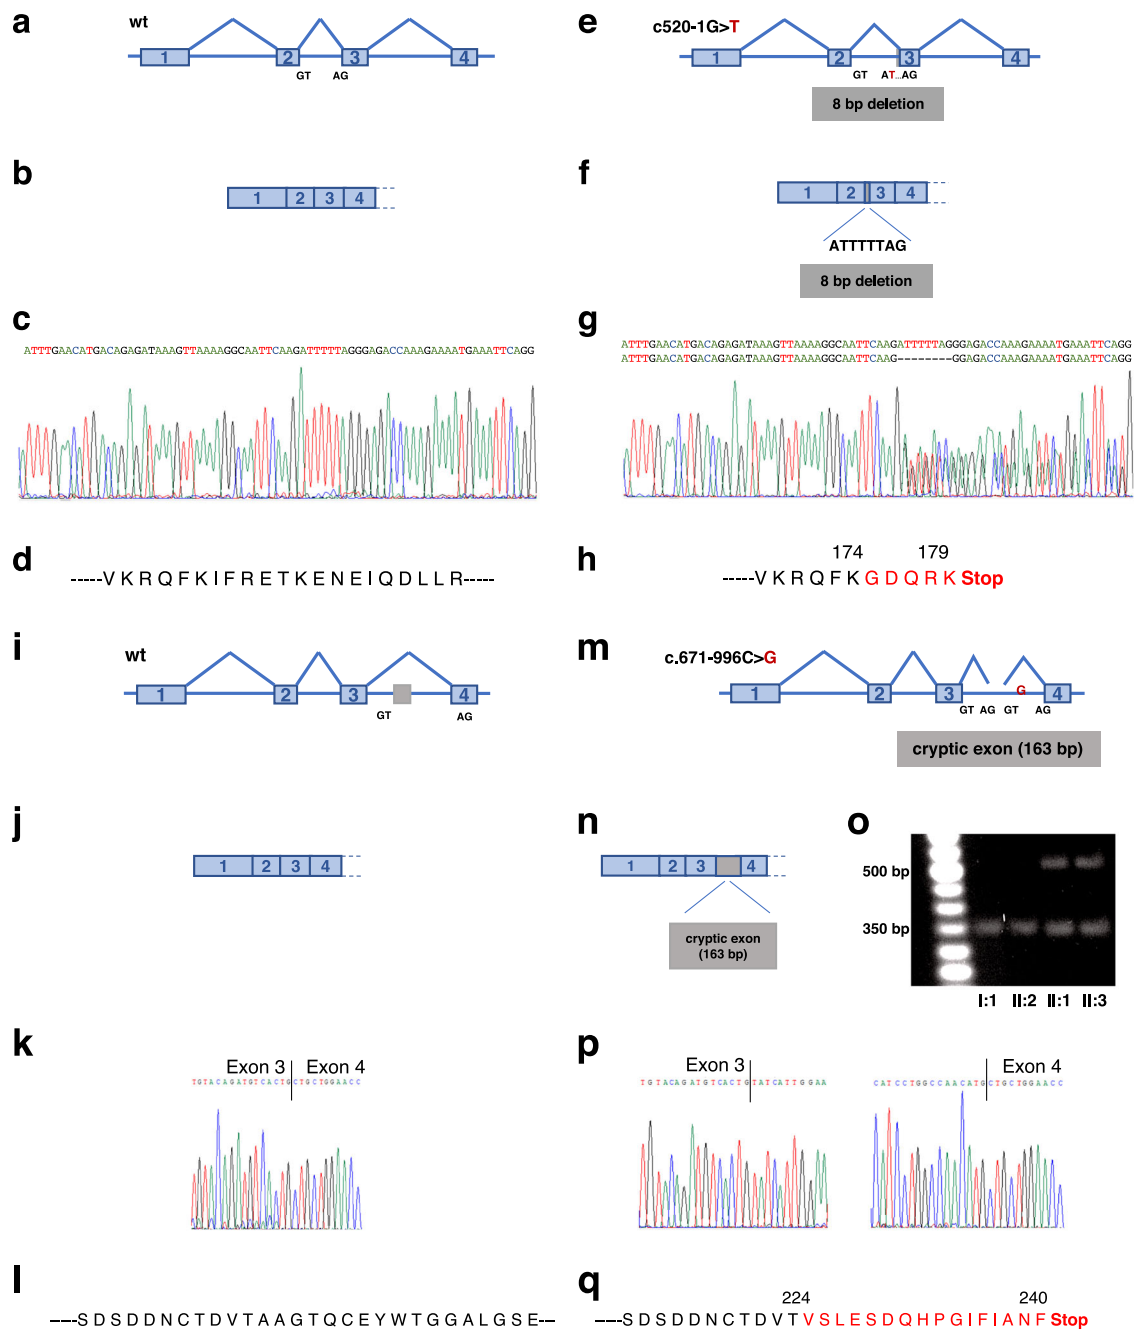 a
wt
1 2 3 4
GT AG
b
1 2 3 4
c
ATTTGAACATGACAGAGATAAAGTTAAAAGGCAATTCAAGATTTTTAGGGAGACCAAAGAAAATGAAATTCAGG
d
-----V K R Q F K I F R E T K E N E I Q D L L R-----
e
c520-1G>T
1 2 3 4
GT AT...AG
8 bp deletion
f
1 2 3 4
ATTTTTAG
8 bp deletion
g
ATTTGAACATGACAGAGATAAAGTTAAAAGGCAATTCAAGATTTTTAGGGAGACCAAAGAAAATGAAATTCAGG
ATTTGAACATGACAGAGATAAAGTTAAAAGGCAATTCAAG--------GGAGACCAAAGAAAATGAAATTCAGG
h
174 179
-----V K R Q F K G D Q R K Stop
i
wt
1 2 3 4
GT AG
j
1 2 3 4
k
Exon 3 Exon 4
TGTACAGATGTCACTGCTGCTGGAACC
l
----S D S D D N C T D V T A A G T Q C E Y W T G G A L G S E---
m
c.671-996C>G
1 2 3 4
G
GT AG GT AG
cryptic exon (163 bp)
n
1 2 3 4
cryptic exon
(163 bp)
o
500 bp
350 bp
I:1 II:2 II:1 II:3
p
Exon 3
TGTACAGATGTCACTGTATCATTGGAA
Exon 4
CATCCTGGCCAACATGCTGCTGGAACC
q
224 240
----S D S D D N C T D V T V S L E S D Q H P G I F I A N F Stop